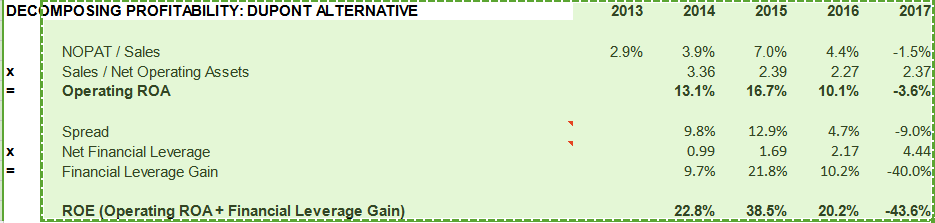 DECOMPOSING PROFITABILITY: DUPONT ALTERNATIVE 2013 2014 2015 2016 2017
NOPAT / Sales 2.9% 3.9% 7.0% 4.4% -1.5%
x Sales / Net Operating Assets 3.36 2.39 2.27 2.37
= Operating ROA 13.1% 16.7% 10.1% -3.6%
Spread 9.8% 12.9% 4.7% -9.0%
x Net Financial Leverage 0.99 1.69 2.17 4.44
= Financial Leverage Gain 9.7% 21.8% 10.2% -40.0%
ROE (Operating ROA + Financial Leverage Gain) 22.8% 38.5% 20.2% -43.6%